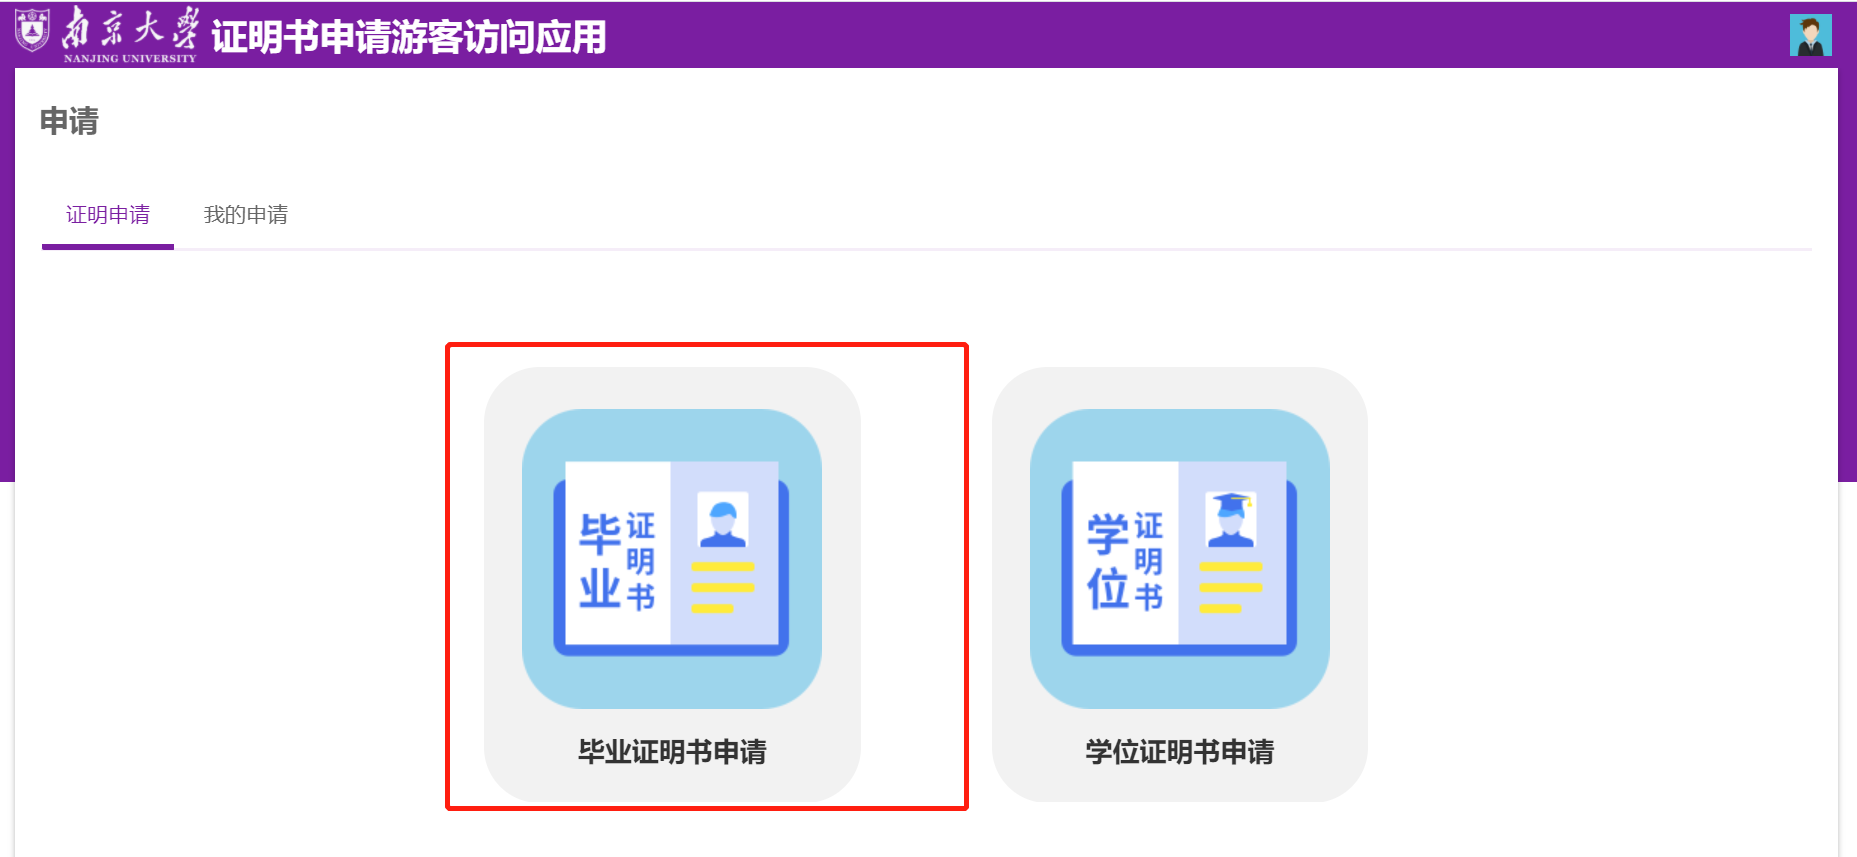 南京大学
NANJING UNIVERSITY
证明书申请游客访问应用
申请
证明申请 我的申请
毕业
证明书
学位
证明书
毕业证明书申请
学位证明书申请